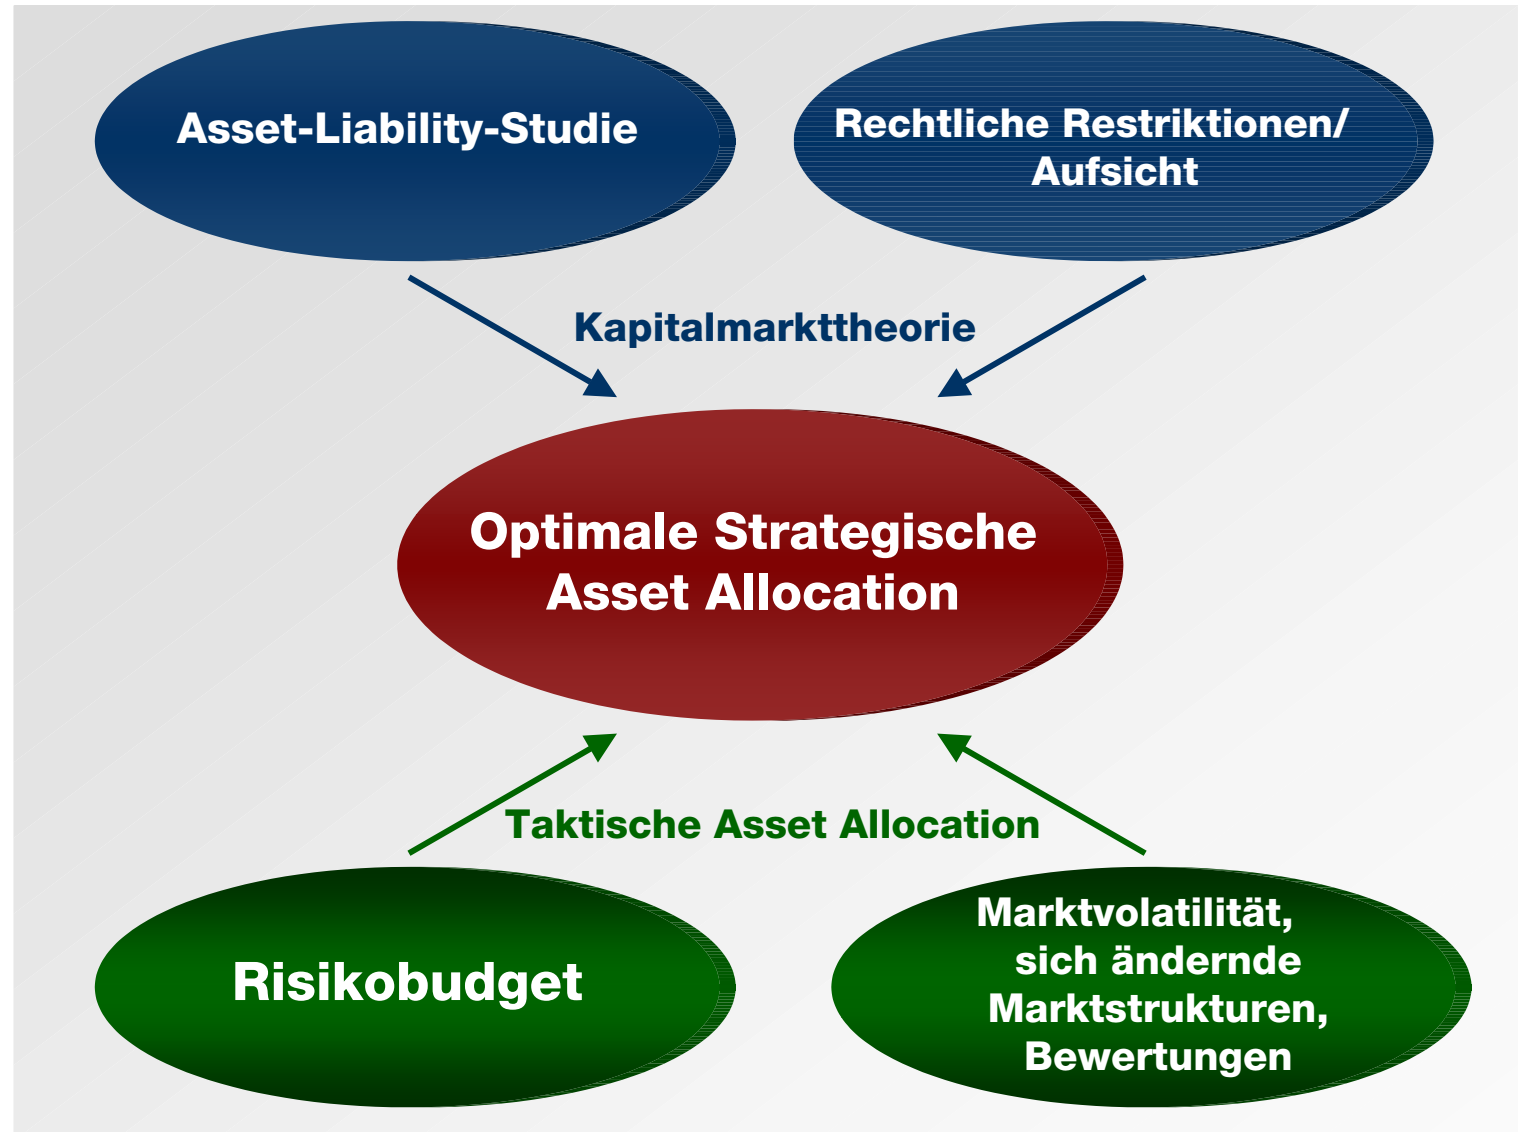 Asset-Liability-Studie
Rechtliche Restriktionen/
Aufsicht
Kapitalmarkttheorie
Optimale Strategische
Asset Allocation
Taktische Asset Allocation
Risikobudget
Marktvolatilität,
sich ändernde
Marktstrukturen,
Bewertungen